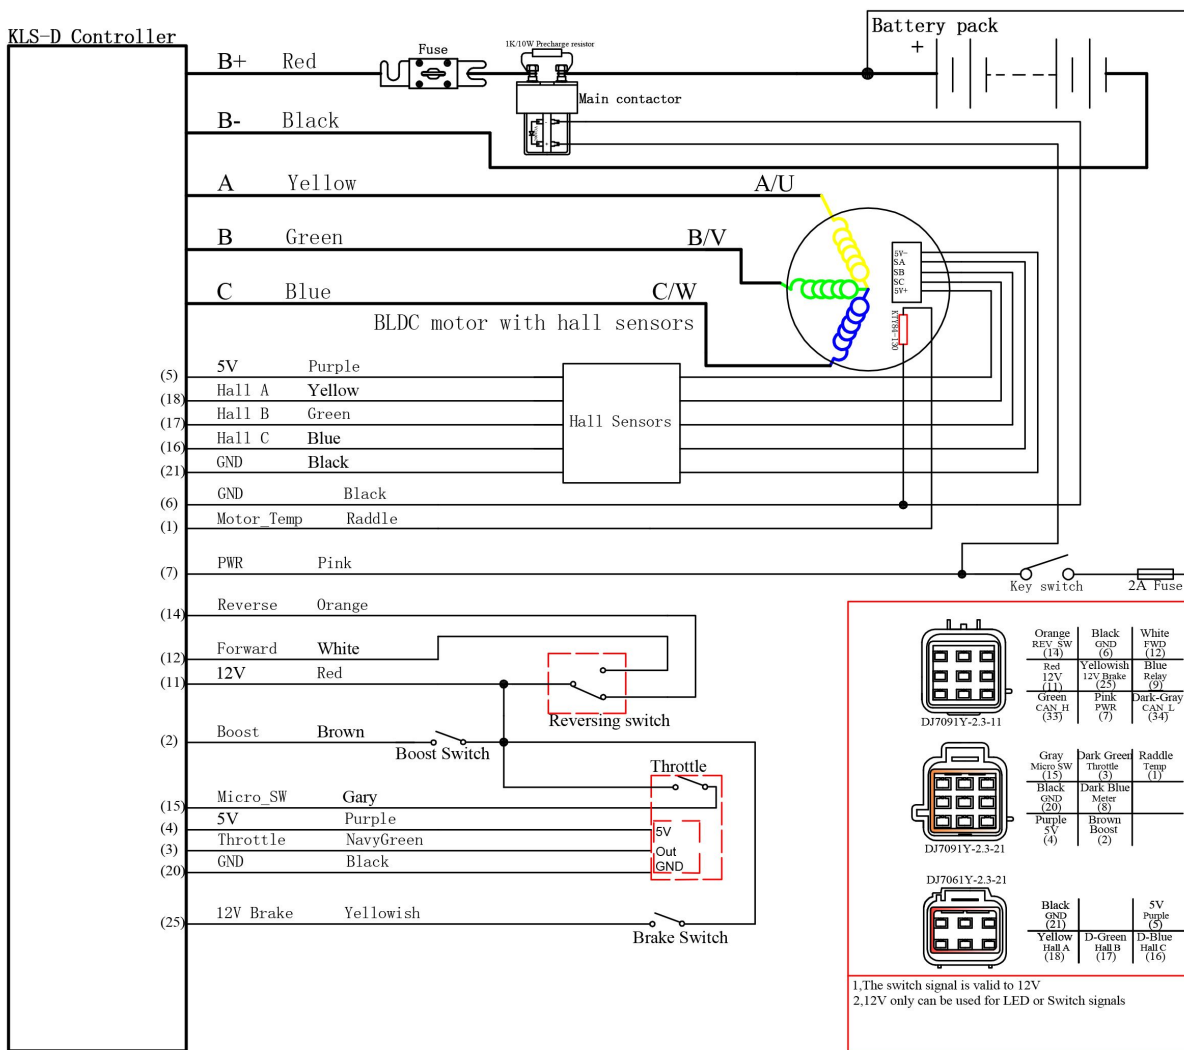 KLS-D Controller
Battery pack
+
B+ Red
Fuse
1K/10W Precharge resistor
Main contactor
B- Black
A Yellow A/U
B Green B/V
C Blue C/W
BLDC motor with hall sensors
5V-
SA
SB
SC
5V+
KTY84-130
(5) 5V Purple
(18) Hall A Yellow
(17) Hall B Green
(16) Hall C Blue
(21) GND Black
Hall Sensors
(6) GND Black
(1) Motor_Temp Raddle
(7) PWR Pink
Key switch
2A Fuse
(14) Reverse Orange
(12) Forward White
(11) 12V Red
Reversing switch
(2) Boost Brown
Boost Switch
Throttle
(15) Micro_SW Gary
(4) 5V Purple
(3) Throttle NavyGreen
(20) GND Black
5V
Out
GND
(25) 12V Brake Yellowish
Brake Switch
DJ7091Y-2.3-11
Orange Black White
REV_SW GND FWD
(14) (6) (12)
Red Yellowish Blue
12V 12V Brake Relay
(11) (25) (9)
Green Pink Dark-Gray
CAN_H PWR CAN_L
(33) (7) (34)
DJ7091Y-2.3-21
Gray Dark Green Raddle
Micro SW Throttle Temp
(15) (3) (1)
Black Dark Blue
GND Meter
(20) (8)
Purple Brown
5V Boost
(4) (2)
DJ7061Y-2.3-21
Black 5V
GND Purple
(21) (5)
Yellow D-Green D-Blue
Hall A Hall B Hall C
(18) (17) (16)
1,The switch signal is valid to 12V
2,12V only can be used for LED or Switch signals